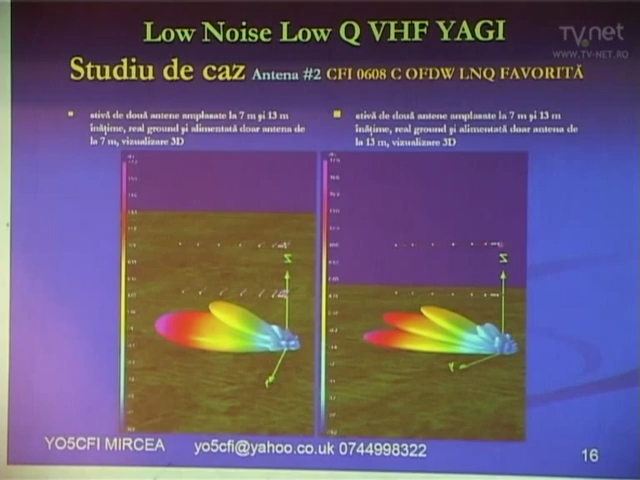 Low Noise Low Q VHF YAGI
tv.net
WWW.TV-NET.RO
Studiu de caz Antena #2 CFI 0608 C OFDW LNQ FAVORITĂ
stivă de două antene amplasate la 7 m și 13 m
înălțime, real ground și alimentată doar antena de
la 7 m, vizualizare 3D
stivă de două antene amplasate la 7 m și 13 m
înălțime, real ground și alimentată doar antena de
la 13 m, vizualizare 3D
Z
Z
Y
YO5CFI MIRCEA yo5cfi@yahoo.co.uk 0744998322
16